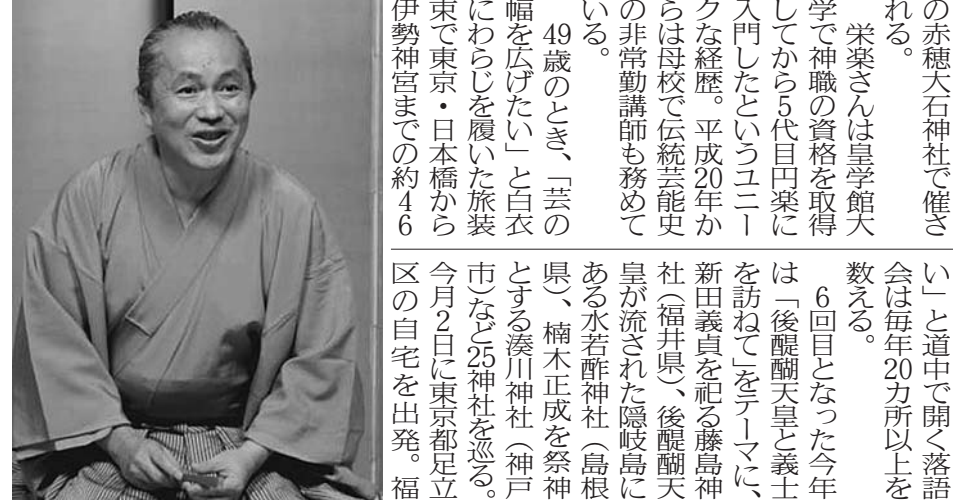 の赤穂大石神社で催さ
れる。
栄楽さんは皇学館大
学で神職の資格を取得
してから5代目円楽に
入門したというユニー
クな経歴。平成20年か
らは母校で伝統芸能史
の非常勤講師も務めて
いる。
49歳のとき、「芸の
幅を広げたい」と白衣
にわらじを履いた旅装
束で東京・日本橋から
伊勢神宮までの約46
い」と道中で開く落語
会は毎年20カ所以上を
数える。
6回目となった今年
は「後醍醐天皇と義士
を訪ねて」をテーマに、
新田義貞を祀る藤島神
社(福井県)、後醍醐天
皇が流された隠岐島に
ある水若酢神社(島根
県)、楠木正成を祭神
とする湊川神社(神戸
市)など25神社を巡る。
今月2日に東京都足立
区の自宅を出発。福